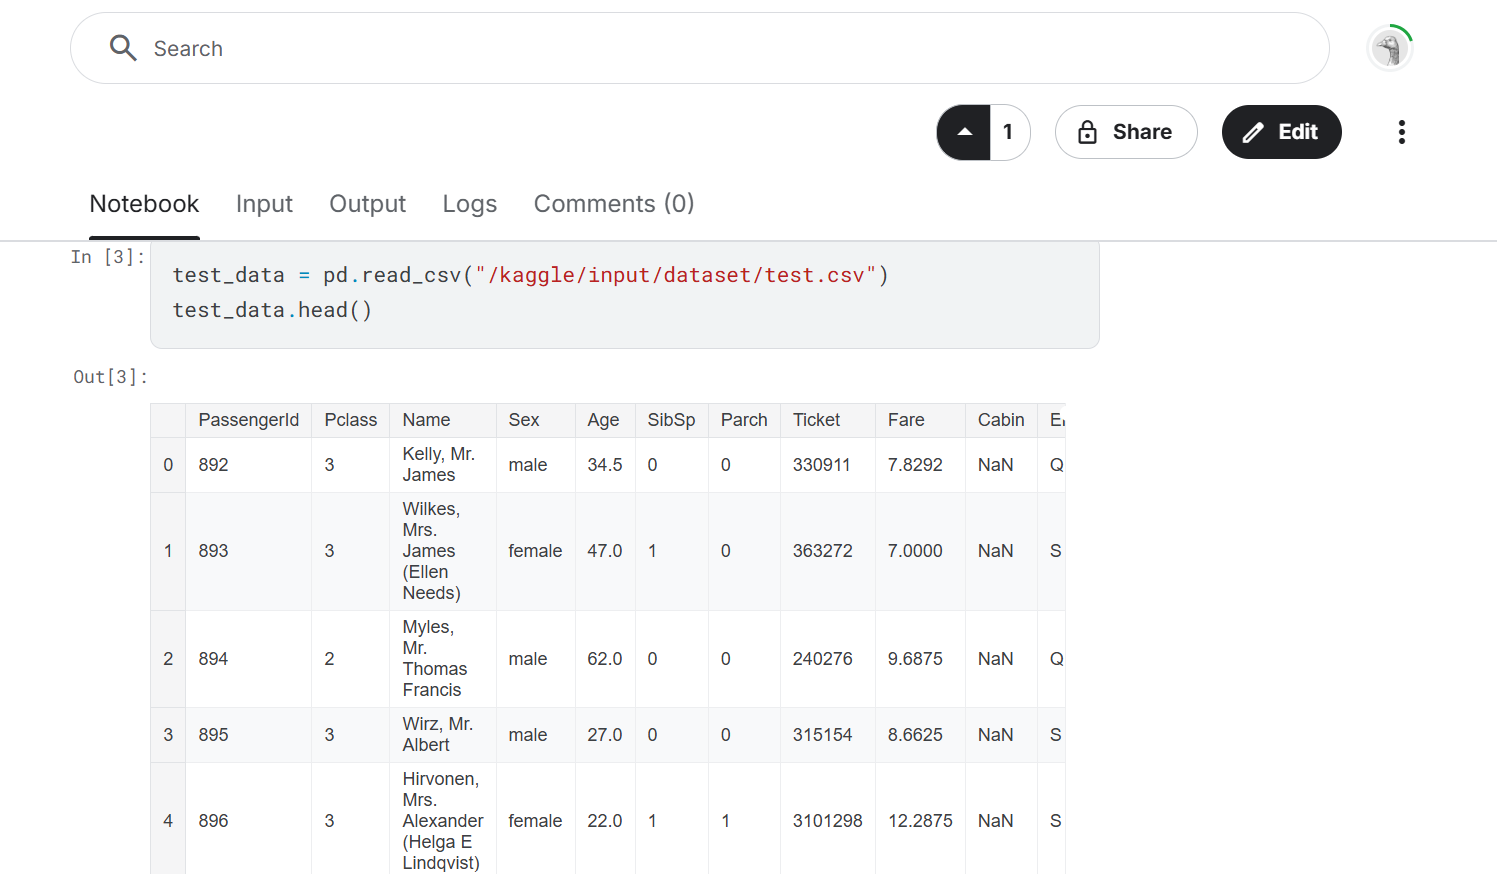 Search
1 Share Edit
Notebook Input Output Logs Comments (0)
In [3]:
test_data = pd.read_csv("/kaggle/input/dataset/test.csv")
test_data.head()
Out[3]:
PassengerId Pclass Name Sex Age SibSp Parch Ticket Fare Cabin
0 892 3 Kelly, Mr. James male 34.5 0 0 330911 7.8292 NaN Q
1 893 3 Wilkes, Mrs. James (Ellen Needs) female 47.0 1 0 363272 7.0000 NaN S
2 894 2 Myles, Mr. Thomas Francis male 62.0 0 0 240276 9.6875 NaN Q
3 895 3 Wirz, Mr. Albert male 27.0 0 0 315154 8.6625 NaN S
4 896 3 Hirvonen, Mrs. Alexander (Helga E Lindqvist) female 22.0 1 1 3101298 12.2875 NaN S